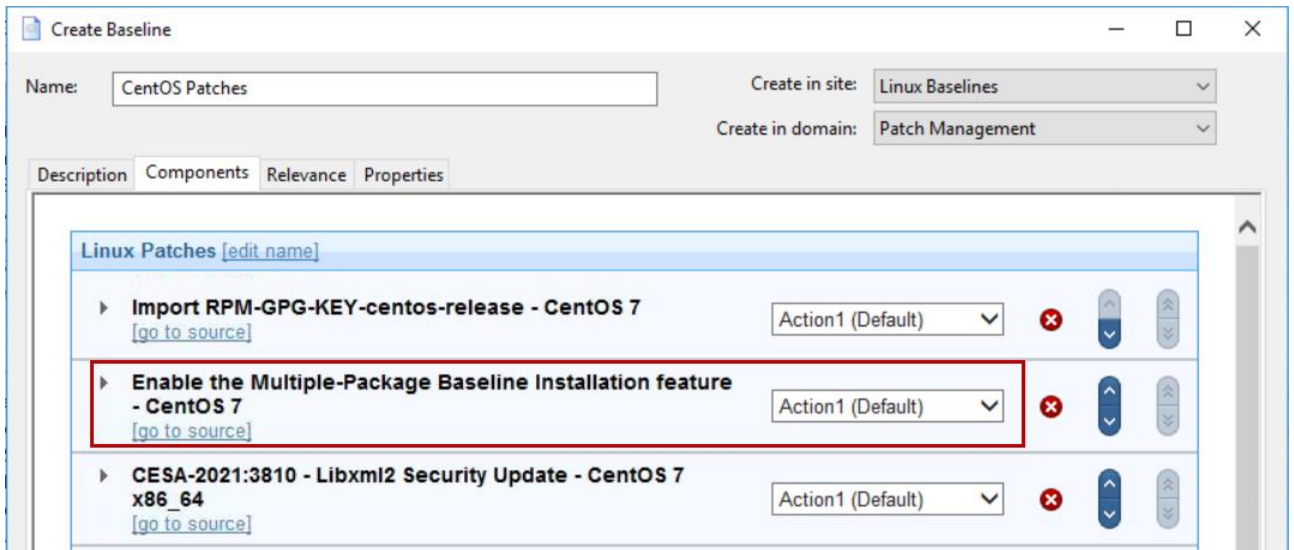 Create Baseline
Name: CentOS Patches
Create in site: Linux Baselines
Create in domain: Patch Management
Description Components Relevance Properties
Linux Patches [edit name]
Import RPM-GPG-KEY-centos-release - CentOS 7
[go to source]
Action1 (Default)
Enable the Multiple-Package Baseline Installation feature
- CentOS 7
[go to source]
Action1 (Default)
CESA-2021:3810 - Libxml2 Security Update - CentOS 7
x86_64
[go to source]
Action1 (Default)